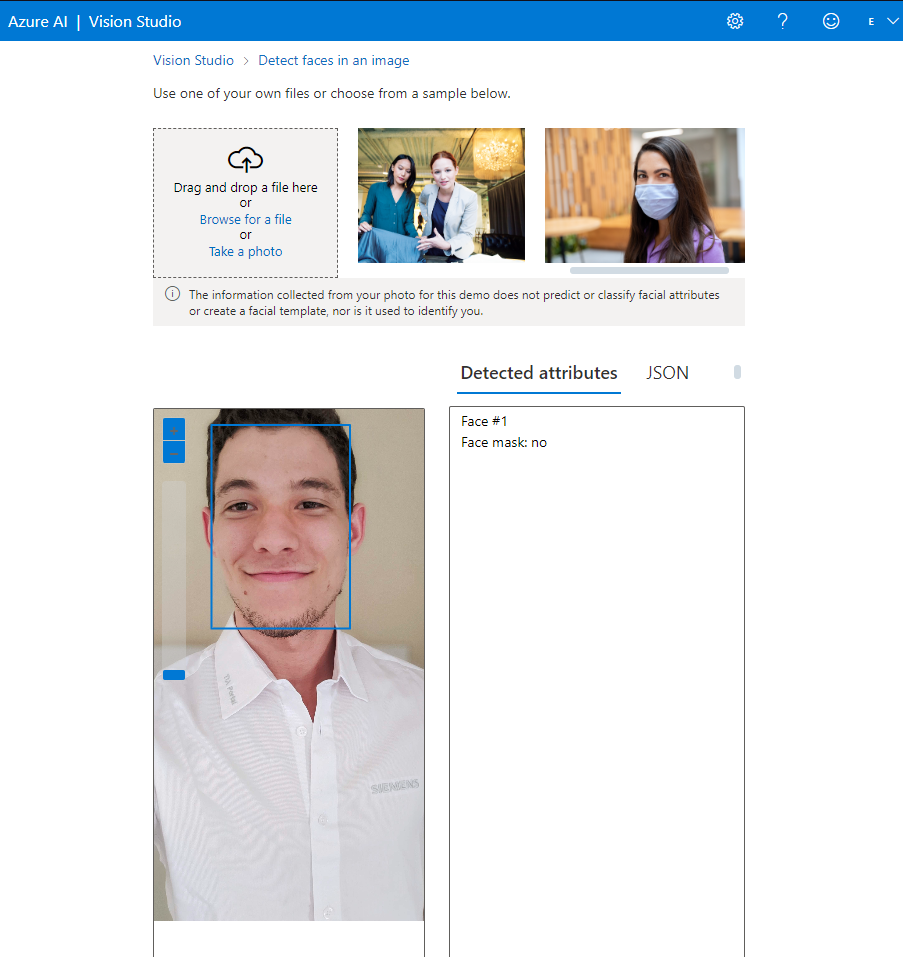 Azure AI | Vision Studio
E
Vision Studio > Detect faces in an image
Use one of your own files or choose from a sample below.
Drag and drop a file here
or
Browse for a file
or
Take a photo
The information collected from your photo for this demo does not predict or classify facial attributes
or create a facial template, nor is it used to identify you.
Detected attributes
JSON
Face #1
Face mask: no
TIA Portal
SIEMENS